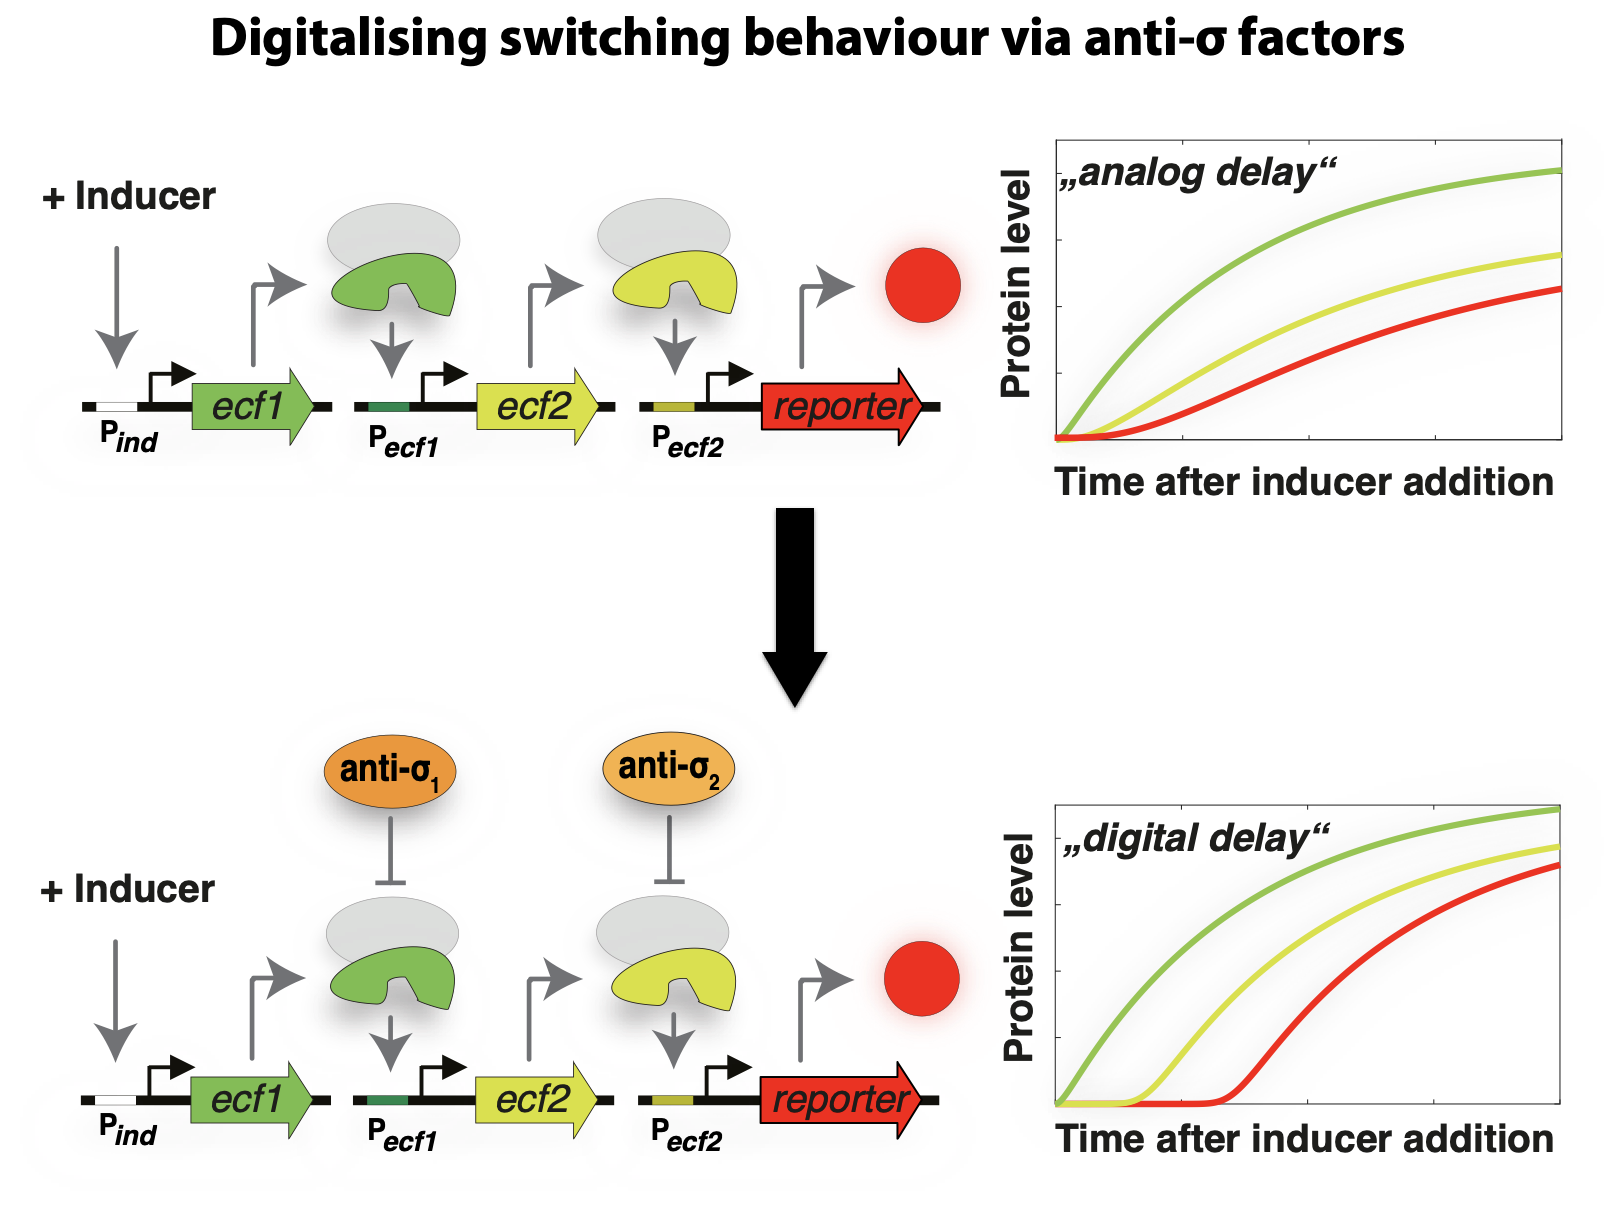 Digitalising switching behaviour via anti-σ factors
+ Inducer
ecf1
ecf2
reporter
Pind
Pecf1
Pecf2
„analog delay“
Protein level
Time after inducer addition
anti-σ1
anti-σ2
+ Inducer
ecf1
ecf2
reporter
Pind
Pecf1
Pecf2
„digital delay“
Protein level
Time after inducer addition